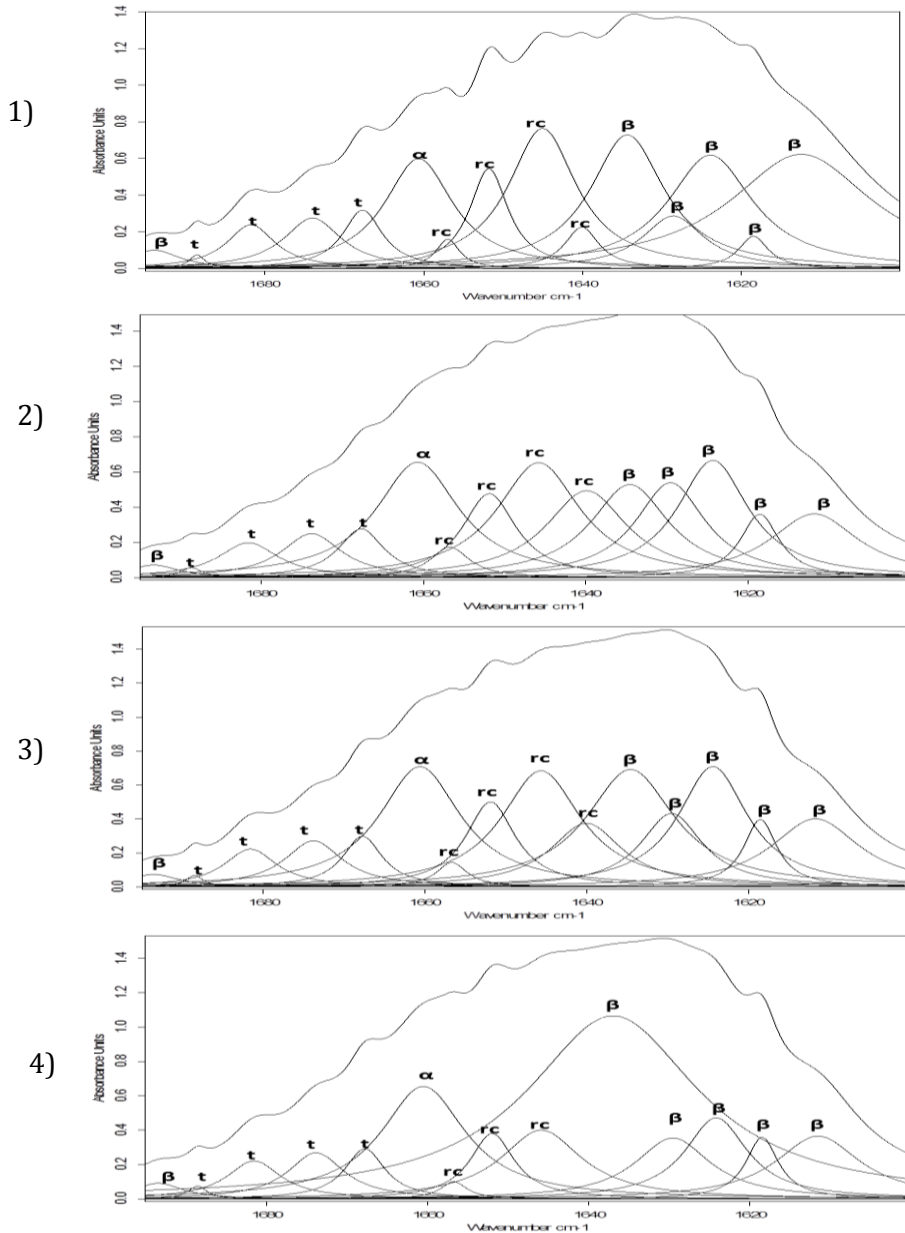 1)
Absorbance Units
1.4
1.2
1.0
0.8
0.6
0.4
0.2
0.0
β t t t t α rc rc rc rc β β β β β
1680 1660 1640 1620
Wavenumber cm-1
2)
Absorbance Units
1.4
1.2
1.0
0.8
0.6
0.4
0.2
0.0
β t t t t α rc rc rc rc β β β β β
1680 1660 1640 1620
Wavenumber cm-1
3)
Absorbance Units
1.4
1.2
1.0
0.8
0.6
0.4
0.2
0.0
β t t t t α rc rc rc rc β β β β β
1680 1660 1640 1620
Wavenumber cm-1
4)
Absorbance Units
1.4
1.2
1.0
0.8
0.6
0.4
0.2
0.0
β t t t t α rc rc rc β β β β β
1680 1660 1640 1620
Wavenumber cm-1